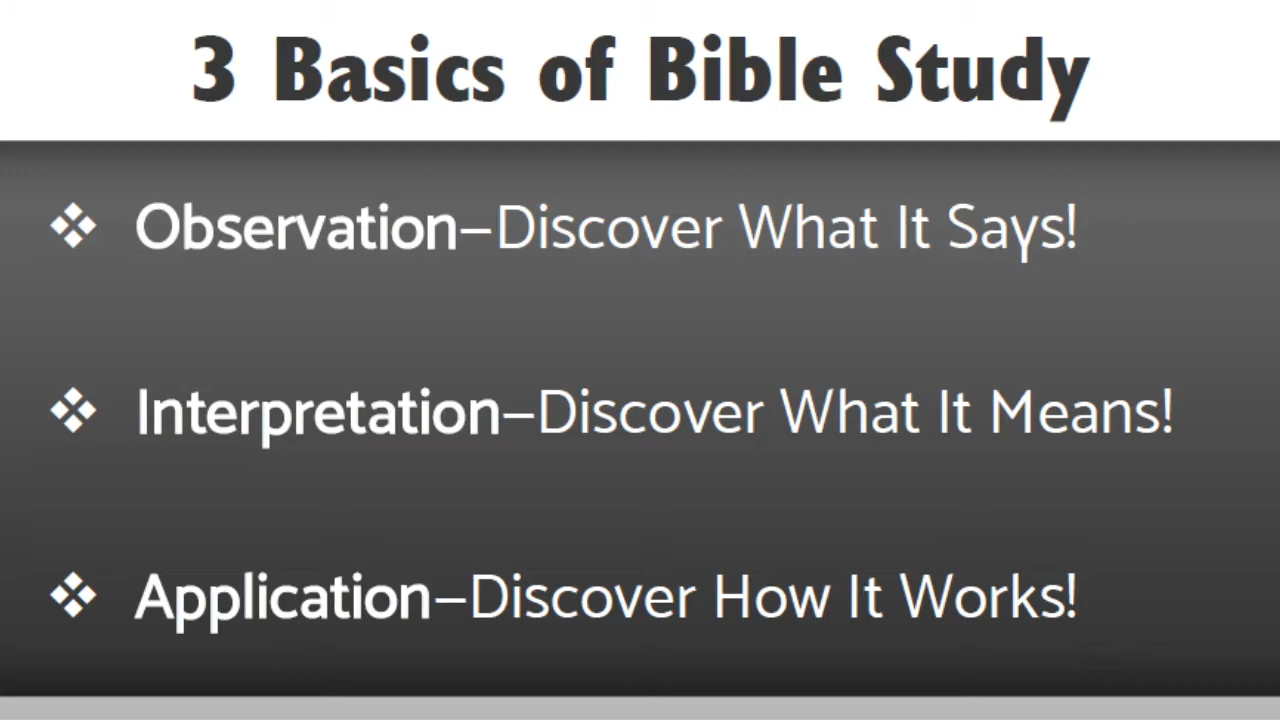 3 Basics of Bible Study
❖ Observation–Discover What It Says!
❖ Interpretation–Discover What It Means!
❖ Application–Discover How It Works!